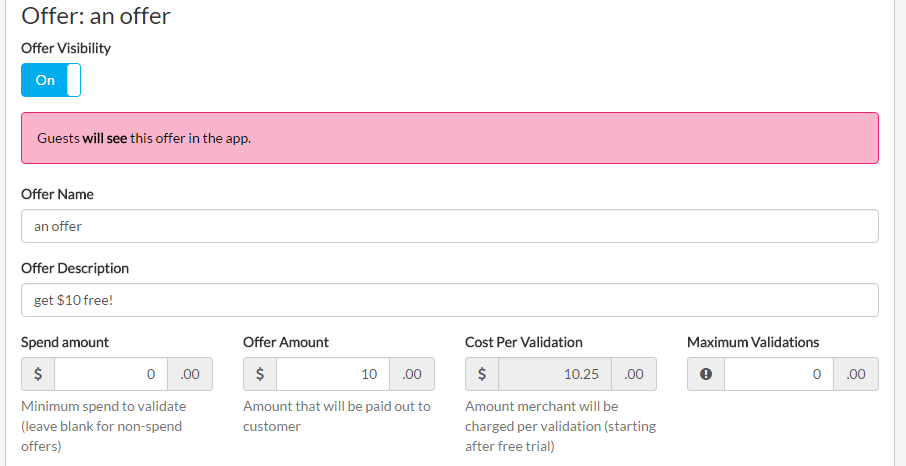 Offer: an offer
Offer Visibility
On
Guests will see this offer in the app.
Offer Name
an offer
Offer Description
get $10 free!
Spend amount Offer Amount Cost Per Validation Maximum Validations
$ 0 .00 $ 10 .00 $ 10.25 .00 ! 0 .00
Minimum spend to validate Amount that will be paid out to Amount merchant will be
(leave blank for non-spend customer charged per validation (starting
offers) after free trial)